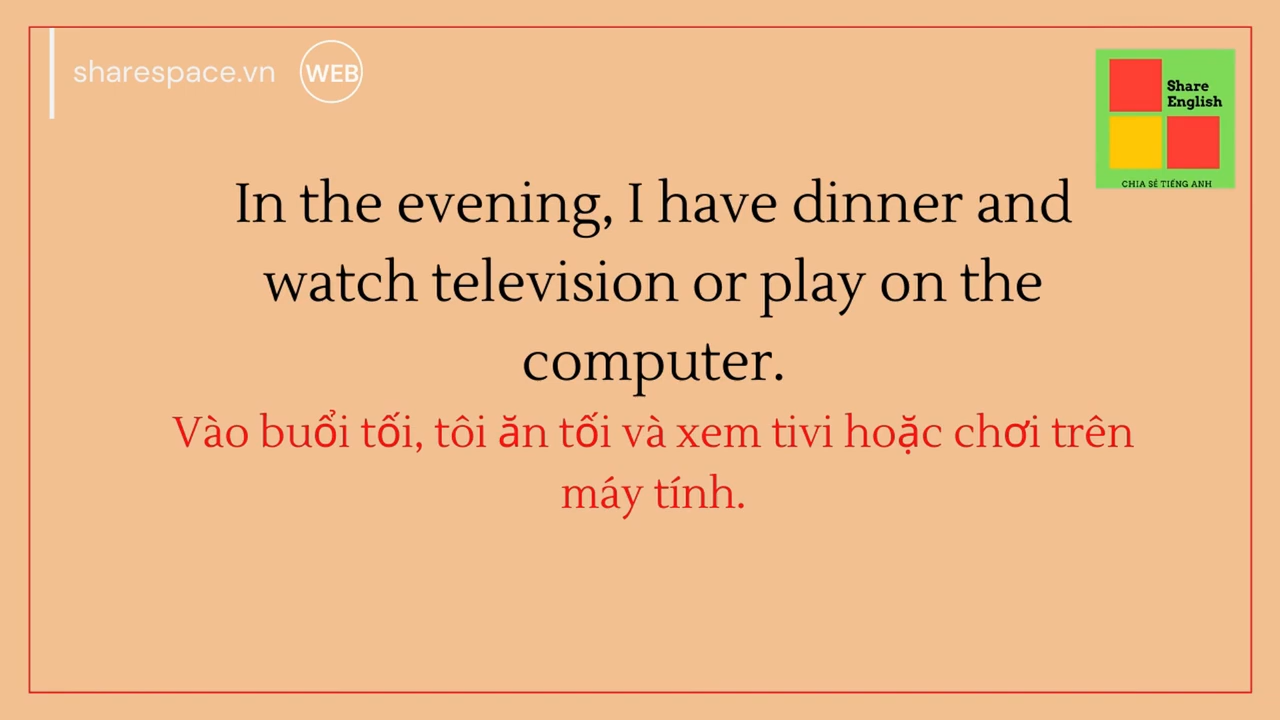 sharespace.vn WEB
Share
English
CHIA SẺ TIẾNG ANH
In the evening, I have dinner and
watch television or play on the
computer.
Vào buổi tối, tôi ăn tối và xem tivi hoặc chơi trên
máy tính.